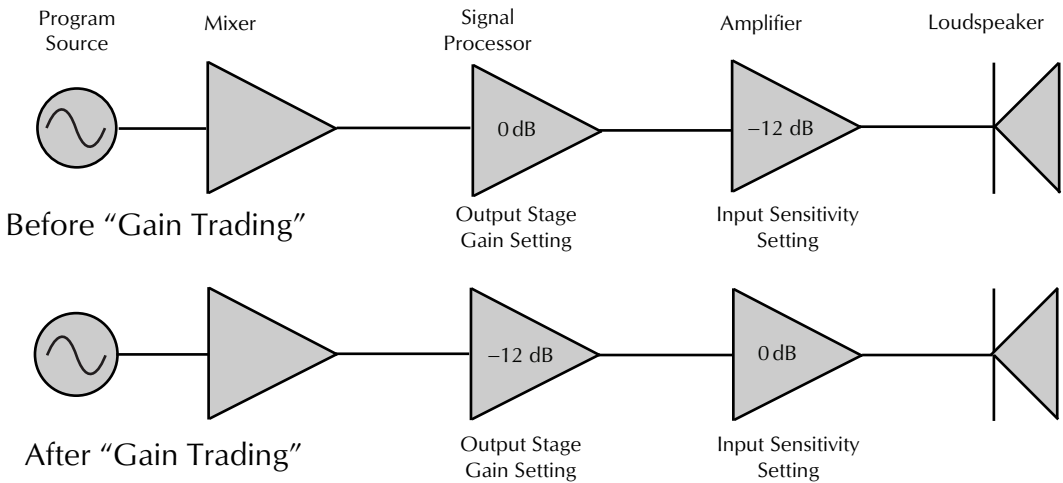 Program
Source
Mixer
Signal
Processor
Amplifier
Loudspeaker
0 dB
−12 dB
Before “Gain Trading”
Output Stage
Gain Setting
Input Sensitivity
Setting
−12 dB
0 dB
After “Gain Trading”
Output Stage
Gain Setting
Input Sensitivity
Setting